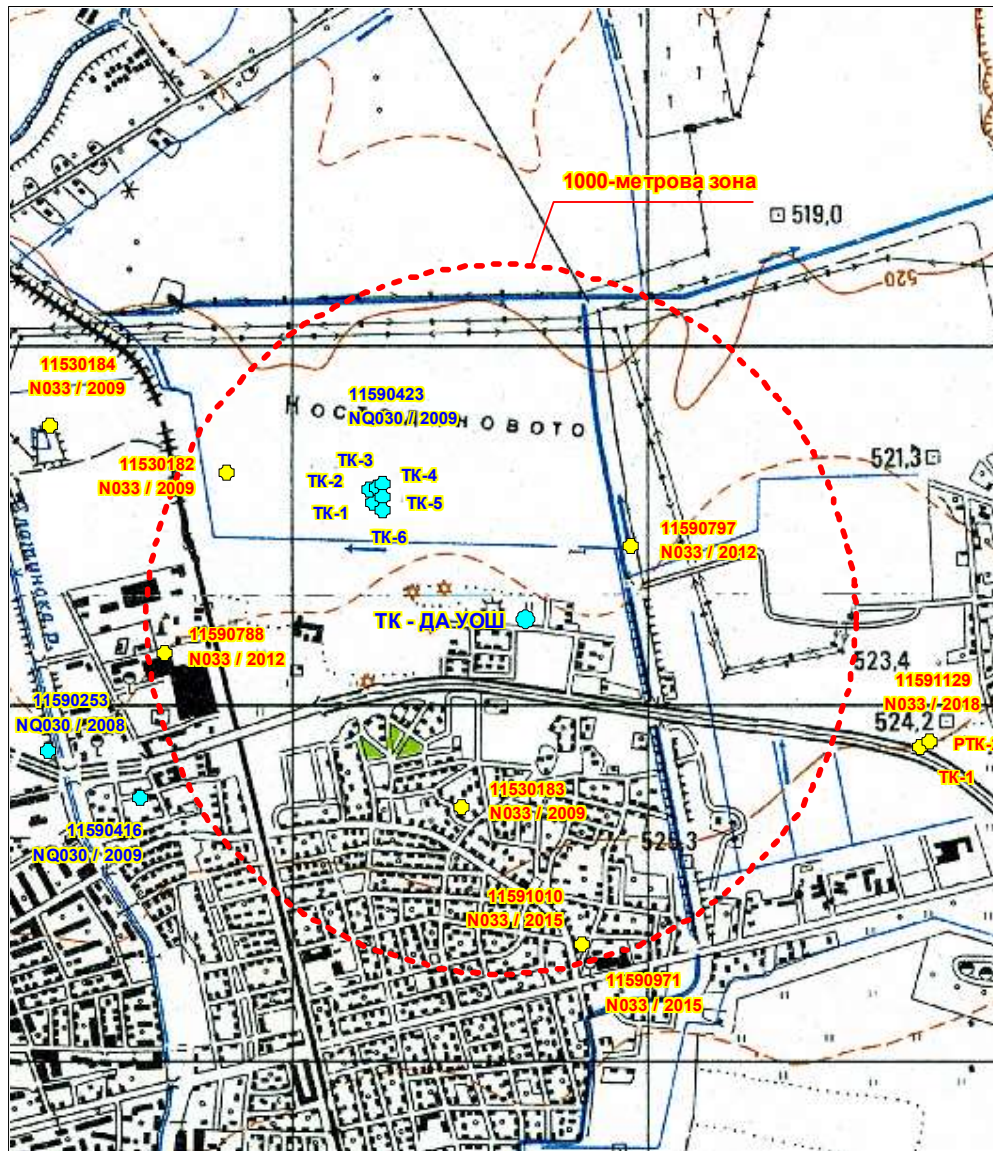 1000-метрова зона
519,0
520
11530184
N033 / 2009
11590423
NQ030 // 2009
НОВОТО
11530182
N033 / 2009
ТК-3
ТК-4
ТК-2
ТК-5
ТК-1
ТК-6
521,3
11590797
N033 / 2012
ТК - ДА УОШ
11590788
N033 / 2012
523,4
11591129
N033 / 2018
524,2
РТК-
ТК-1
11590253
NQ030 / 2008
11530183
N033 / 2009
11590416
NQ030 / 2009
11591010
N033 / 2015
11590971
N033 / 2015